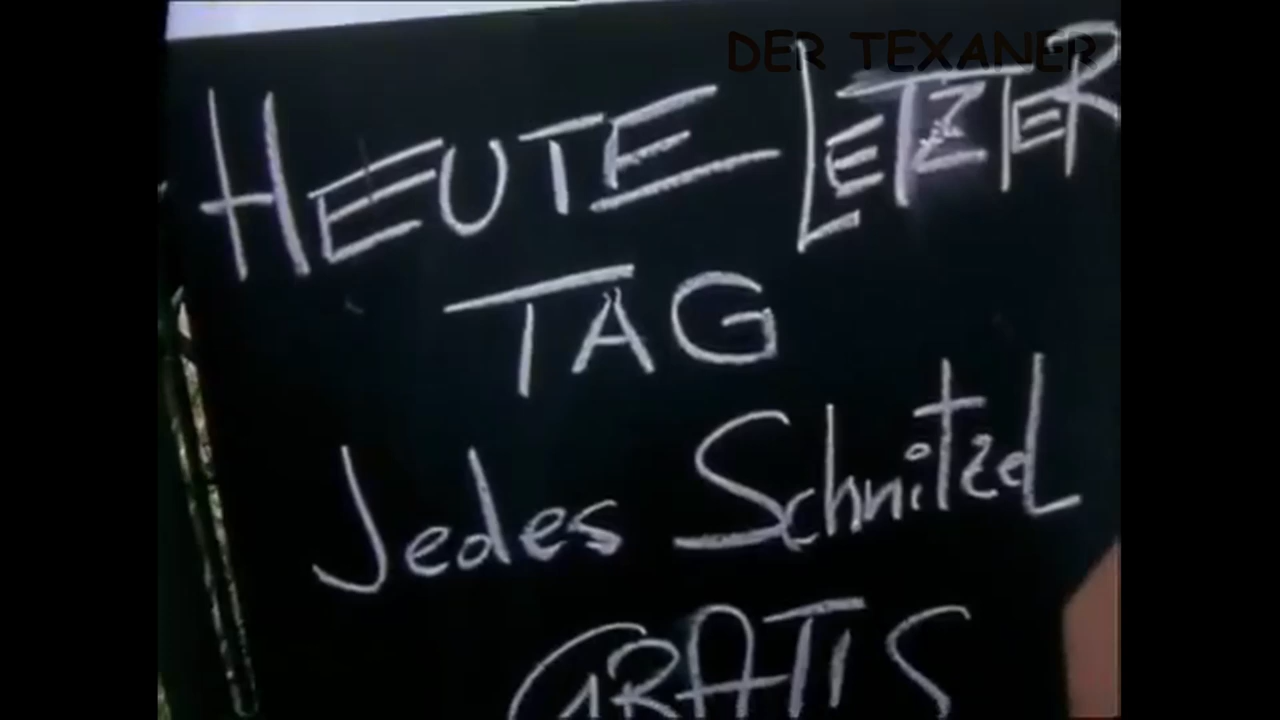 DER TEXANER
HEUTE LETZTER
TAG
Jedes Schnitzel
GRATIS